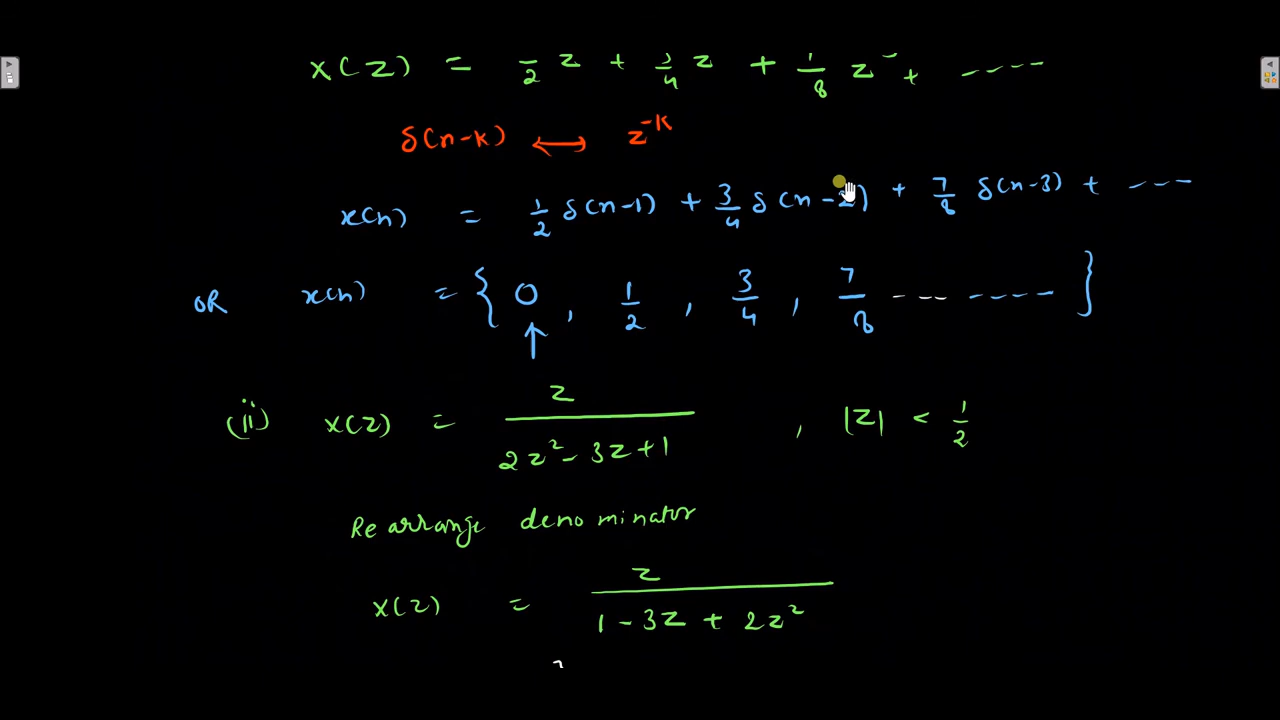 X(Z) = 1/2 z + 3/4 z + 1/8 z⁻ + ----
δ(n-k) ⟷ z^-k
x(n) = 1/2 δ(n-1) + 3/4 δ(n-2) + 7/8 δ(n-3) + ---
OR x(n) = { 0, 1/2, 3/4, 7/8 --- ---- }
↑
(ii) X(z) = z / (2z² - 3z + 1) , |z| < 1/2
Rearrange denominator
X(z) = z / (1 - 3z + 2z²)